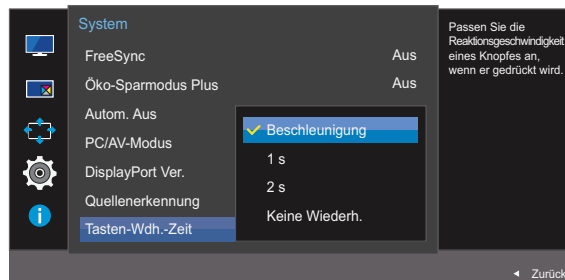 System
FreeSync Aus
Öko-Sparmodus Plus Aus
Autom. Aus
PC/AV-Modus
DisplayPort Ver.
Quellenerkennung
Tasten-Wdh.-Zeit
Beschleunigung
1 s
2 s
Keine Wiederh.
Passen Sie die
Reaktionsgeschwindigkeit
eines Knopfes an,
wenn er gedrückt wird.
Zurück